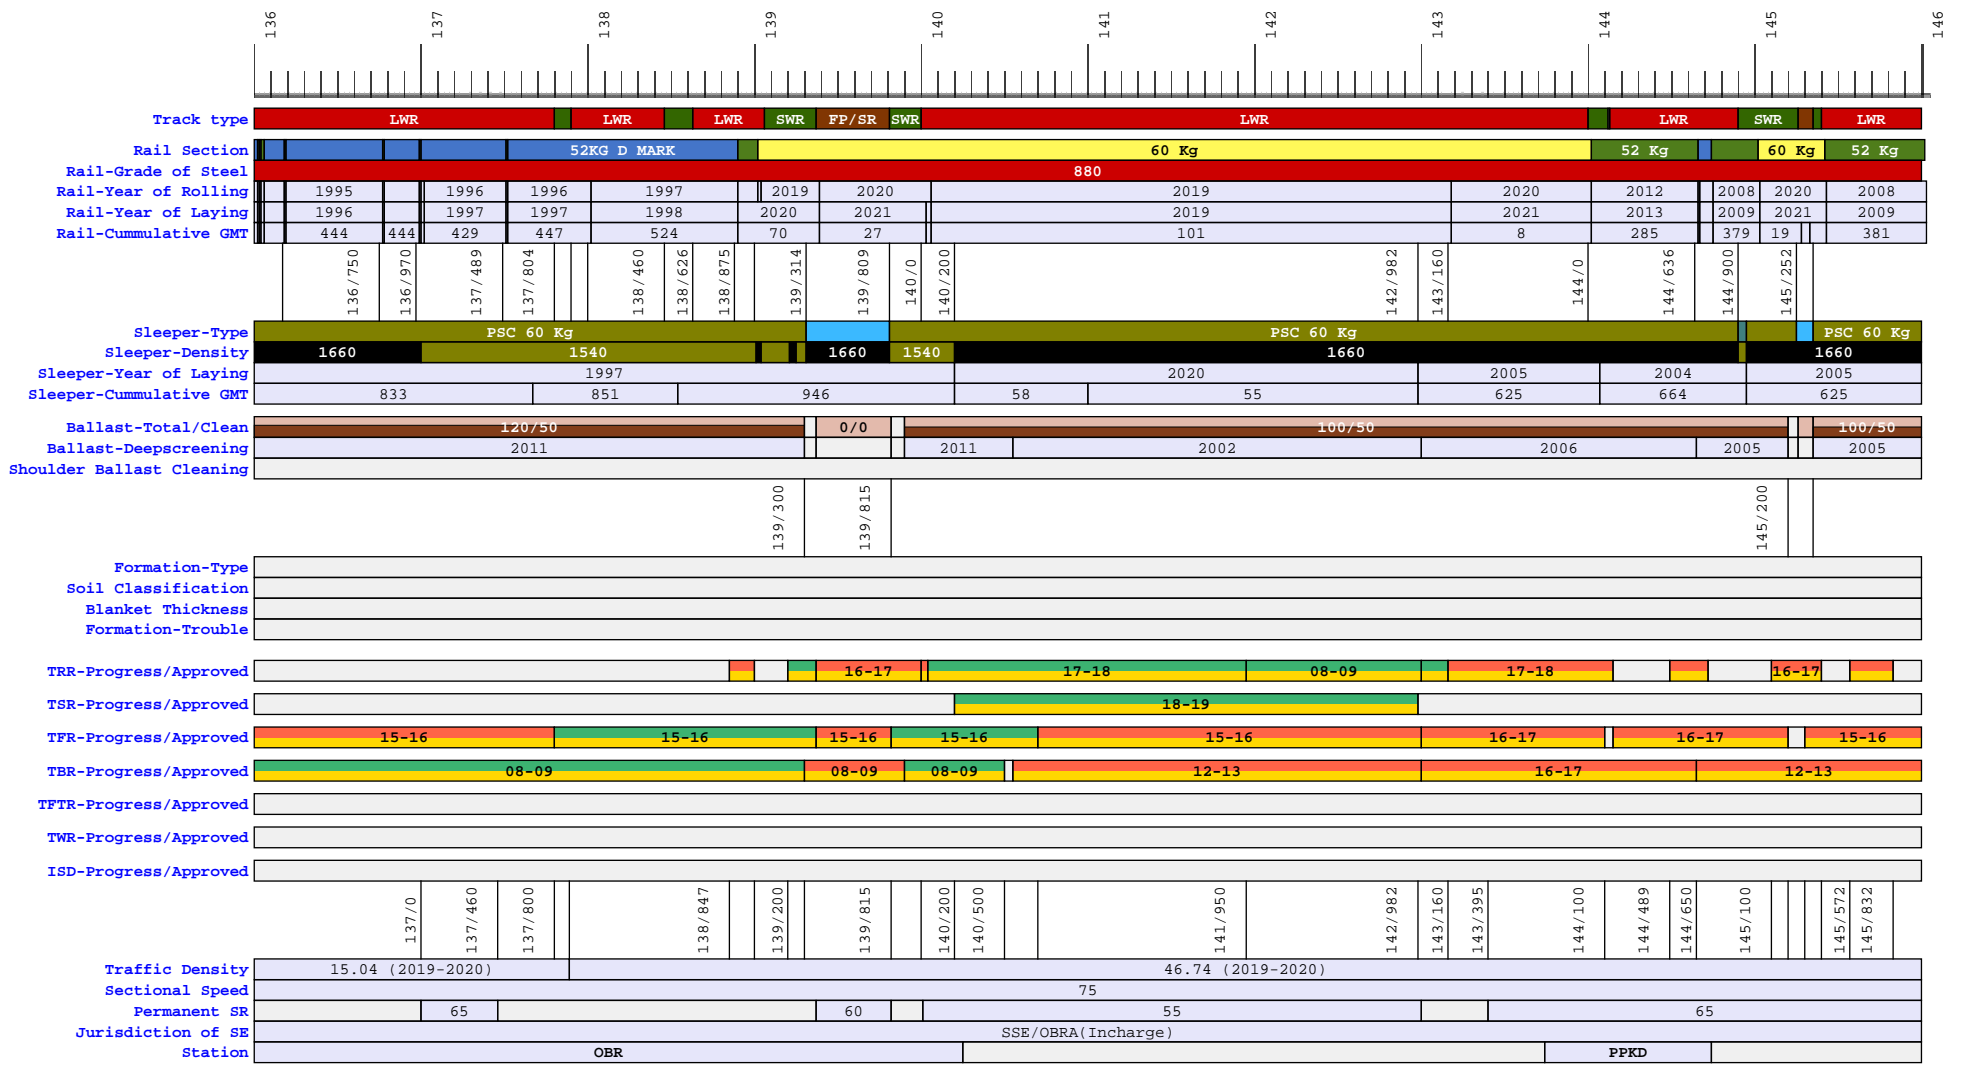 136 137 138 139 140 141 142 143 144 145 146
Track type LWR LWR LWR SWR FP/SR SWR LWR LWR SWR LWR
Rail Section 52KG D MARK 60 Kg 52 Kg 60 Kg 52 Kg
Rail-Grade of Steel 880
Rail-Year of Rolling 1995 1996 1996 1997 2019 2020 2019 2020 2012 2008 2020 2008
Rail-Year of Laying 1996 1997 1997 1998 2020 2021 2019 2021 2013 2009 2021 2009
Rail-Cummulative GMT 444 444 429 447 524 70 27 101 8 285 379 19 381
136/750 136/970 137/489 137/804 138/460 138/626 138/875 139/314 139/809 140/0 140/200 142/982 143/160 144/0 144/636 144/900 145/252
Sleeper-Type PSC 60 Kg PSC 60 Kg PSC 60 Kg
Sleeper-Density 1660 1540 1660 1540 1660 1660
Sleeper-Year of Laying 1997 2020 2005 2004 2005
Sleeper-Cummulative GMT 833 851 946 58 55 625 664 625
Ballast-Total/Clean 120/50 0/0 100/50 100/50
Ballast-Deepscreening 2011 2011 2002 2006 2005 2005
Shoulder Ballast Cleaning
139/300 139/815 145/200
Formation-Type
Soil Classification
Blanket Thickness
Formation-Trouble
TRR-Progress/Approved 16-17 17-18 08-09 17-18 16-17
TSR-Progress/Approved 18-19
TFR-Progress/Approved 15-16 15-16 15-16 15-16 15-16 16-17 16-17 15-16
TBR-Progress/Approved 08-09 08-09 08-09 12-13 16-17 12-13
TFTR-Progress/Approved
TWR-Progress/Approved
ISD-Progress/Approved
137/0 137/460 137/800 138/847 139/200 139/815 140/200 140/500 141/950 142/982 143/160 143/395 144/100 144/489 144/650 145/100 145/572 145/832
Traffic Density 15.04 (2019-2020) 46.74 (2019-2020)
Sectional Speed 75
Permanent SR 65 60 55 65
Jurisdiction of SE SSE/OBRA(Incharge)
Station OBR PPKD